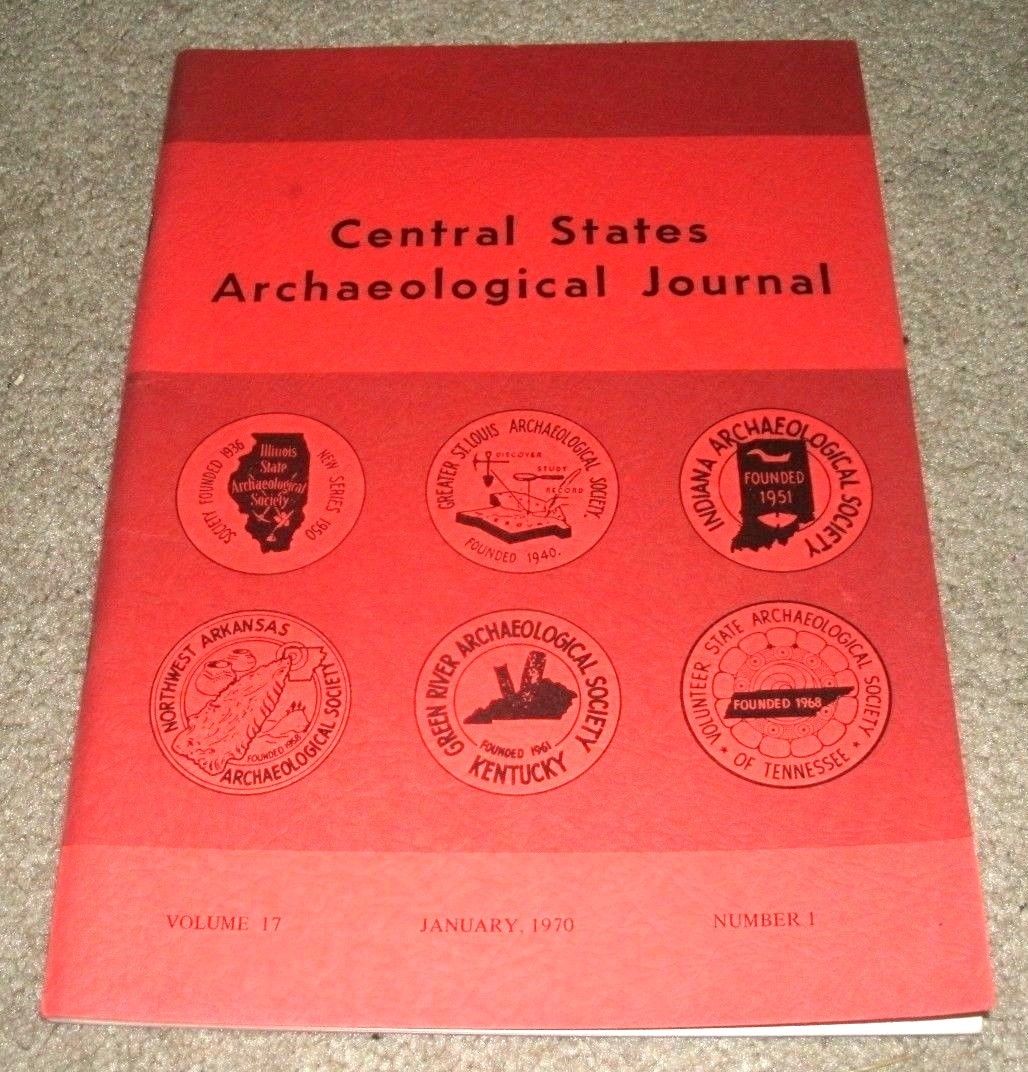 Central States
Archaeological Journal
SOCIETY FOUNDED 1936
NEW SERIES 1950
Illinois
State
Archaeological
Society
GREATER ST. LOUIS ARCHAEOLOGICAL SOCIETY.
DISCOVER
STUDY
RECORD
FOUNDED 1940.
INDIANA ARCHAEOLOGICAL SOCIETY
FOUNDED
1951
NORTHWEST ARKANSAS
ARCHAEOLOGICAL SOCIETY
FOUNDED 1968
GREEN RIVER ARCHAEOLOGICAL SOCIETY
FOUNDED 1961
KENTUCKY
VOLUNTEER STATE ARCHAEOLOGICAL SOCIETY
FOUNDED 1968
OF TENNESSEE
VOLUME 17
JANUARY, 1970
NUMBER 1